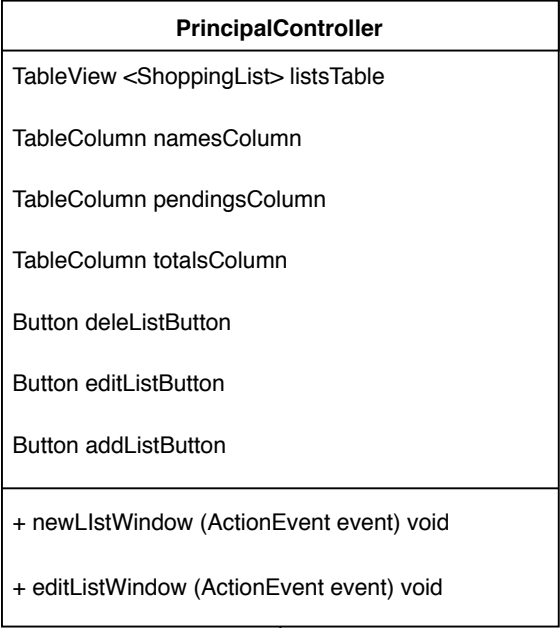 PrincipalController
TableView <ShoppingList> listsTable
TableColumn namesColumn
TableColumn pendingsColumn
TableColumn totalsColumn
Button deleListButton
Button editListButton
Button addListButton
+ newLIstWindow (ActionEvent event) void
+ editListWindow (ActionEvent event) void